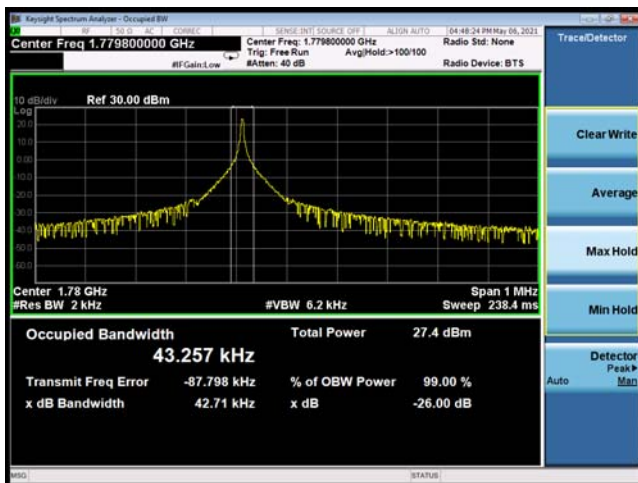 Keysight Spectrum Analyzer - Occupied BW
RF 50 Ω AC CORREC SENSE:INT SOURCE OFF ALIGN AUTO 04:48:24 PM May 06, 2021
Center Freq 1.779800000 GHz Center Freq: 1.779800000 GHz Radio Std: None
Trig: Free Run Avg|Hold:>100/100
#IFGain:Low #Atten: 40 dB Radio Device: BTS
Trace/Detector
10 dB/div Ref 30.00 dBm
Log
20.0
10.0
0.00
-10.0
-20.0
-30.0
-40.0
-50.0
-60.0
Center 1.78 GHz Span 1 MHz
#Res BW 2 kHz #VBW 6.2 kHz Sweep 238.4 ms
Occupied Bandwidth Total Power 27.4 dBm
43.257 kHz
Transmit Freq Error -87.798 kHz % of OBW Power 99.00 %
x dB Bandwidth 42.71 kHz x dB -26.00 dB
Clear Write
Average
Max Hold
Min Hold
Detector
Peak▶
Auto Man
MSG STATUS